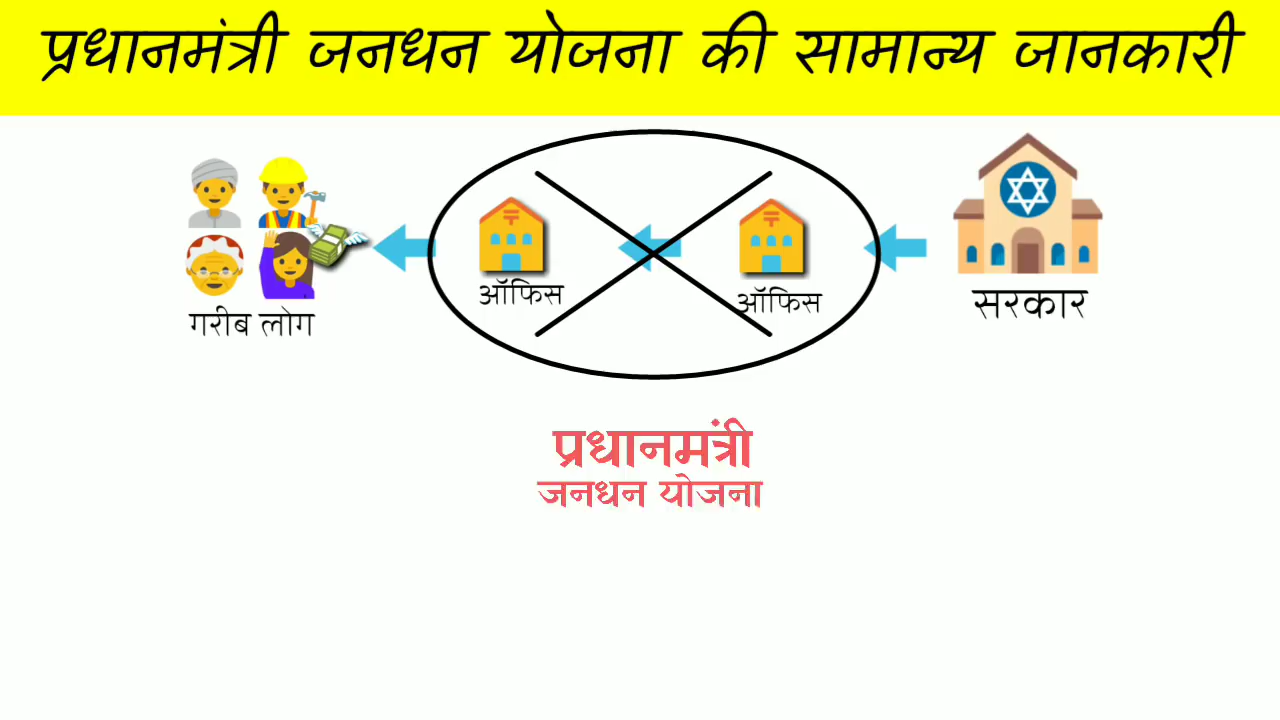 प्रधानमंत्री जनधन योजना की सामान्य जानकारी
ऑफिस
ऑफिस
सरकार
गरीब लोग
प्रधानमंत्री
जनधन योजना